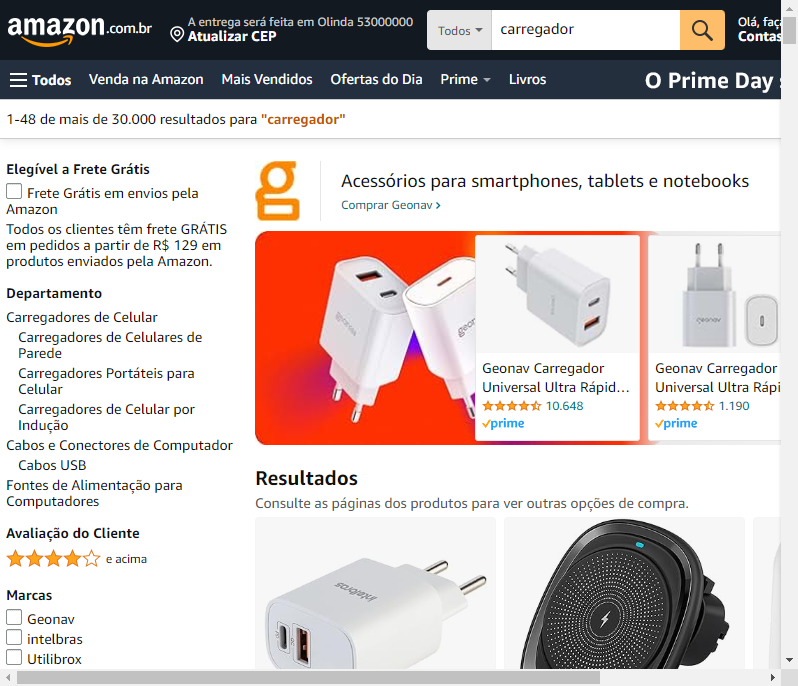 amazon.com.br
A entrega será feita em Olinda 53000000
Atualizar CEP
Todos
carregador
Olá, faça
Contas
Todos
Venda na Amazon
Mais Vendidos
Ofertas do Dia
Prime
Livros
O Prime Day
1-48 de mais de 30.000 resultados para "carregador"
Elegível a Frete Grátis
Frete Grátis em envios pela
Amazon
Todos os clientes têm frete GRÁTIS
em pedidos a partir de R$ 129 em
produtos enviados pela Amazon.
Departamento
Carregadores de Celular
Carregadores de Celulares de
Parede
Carregadores Portáteis para
Celular
Carregadores de Celular por
Indução
Cabos e Conectores de Computador
Cabos USB
Fontes de Alimentação para
Computadores
Avaliação do Cliente
e acima
Marcas
Geonav
intelbras
Utilibrox
g
Acessórios para smartphones, tablets e notebooks
Comprar Geonav
geonav
geonav
Geonav Carregador
Universal Ultra Rápid...
10.648
prime
geonav
Geonav Carregador
Universal Ultra Rápi
1.190
prime
Resultados
Consulte as páginas dos produtos para ver outras opções de compra.
intelbras